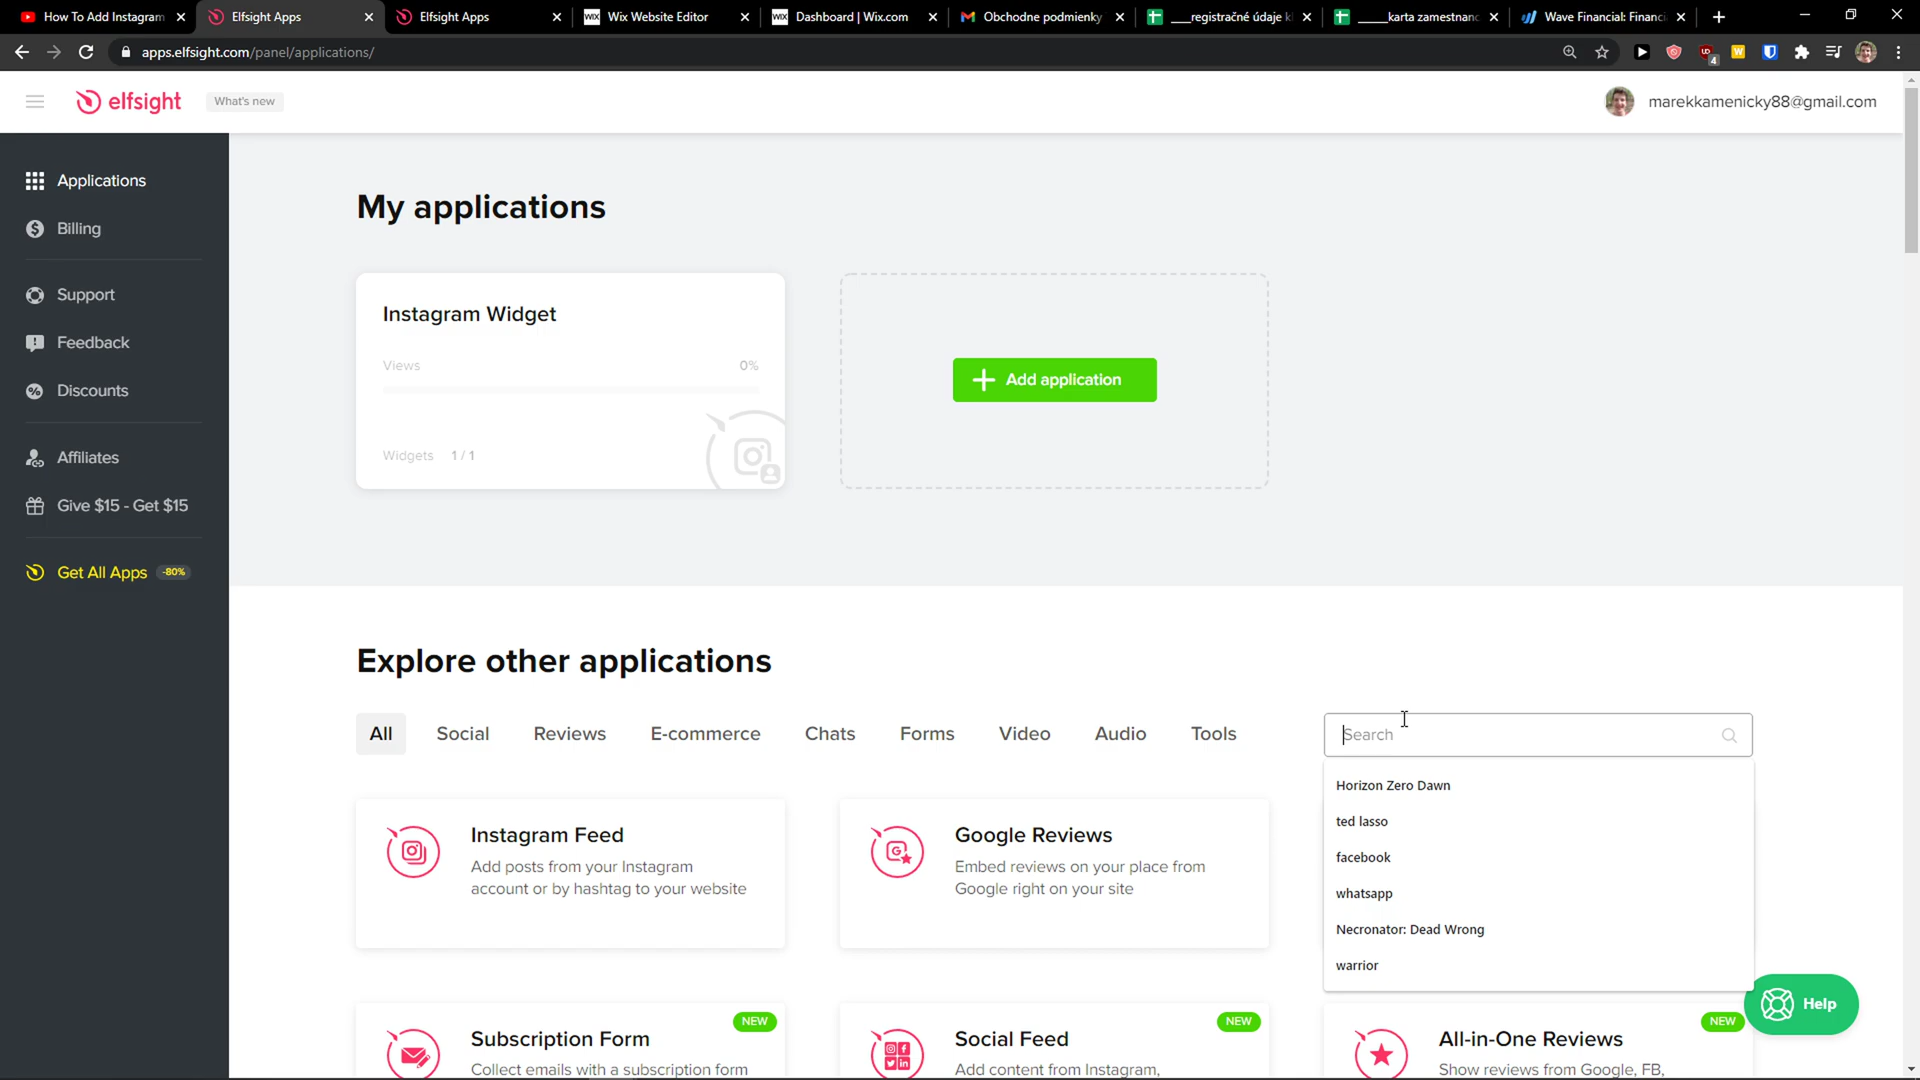 How To Add Instagram
Elfsight Apps
Elfsight Apps
Wix Website Editor
Dashboard | Wix.com
Obchodne podmienky
___registračné údaje k
_____karta zamestnanc
Wave Financial: Financi
apps.elfsight.com/panel/applications/
4
elfsight
What's new
marekkamenicky88@gmail.com
Applications
Billing
Support
Feedback
Discounts
Affiliates
Give $15 - Get $15
Get All Apps -80%
My applications
Instagram Widget
Views 0%
Widgets 1 / 1
Add application
Explore other applications
All Social Reviews E-commerce Chats Forms Video Audio Tools
Search
Horizon Zero Dawn
ted lasso
facebook
whatsapp
Necronator: Dead Wrong
warrior
Instagram Feed
Add posts from your Instagram
account or by hashtag to your website
Google Reviews
Embed reviews on your place from
Google right on your site
Help
NEW
Subscription Form
Collect emails with a subscription form
NEW
Social Feed
Add content from Instagram,
NEW
All-in-One Reviews
Show reviews from Google, FB,